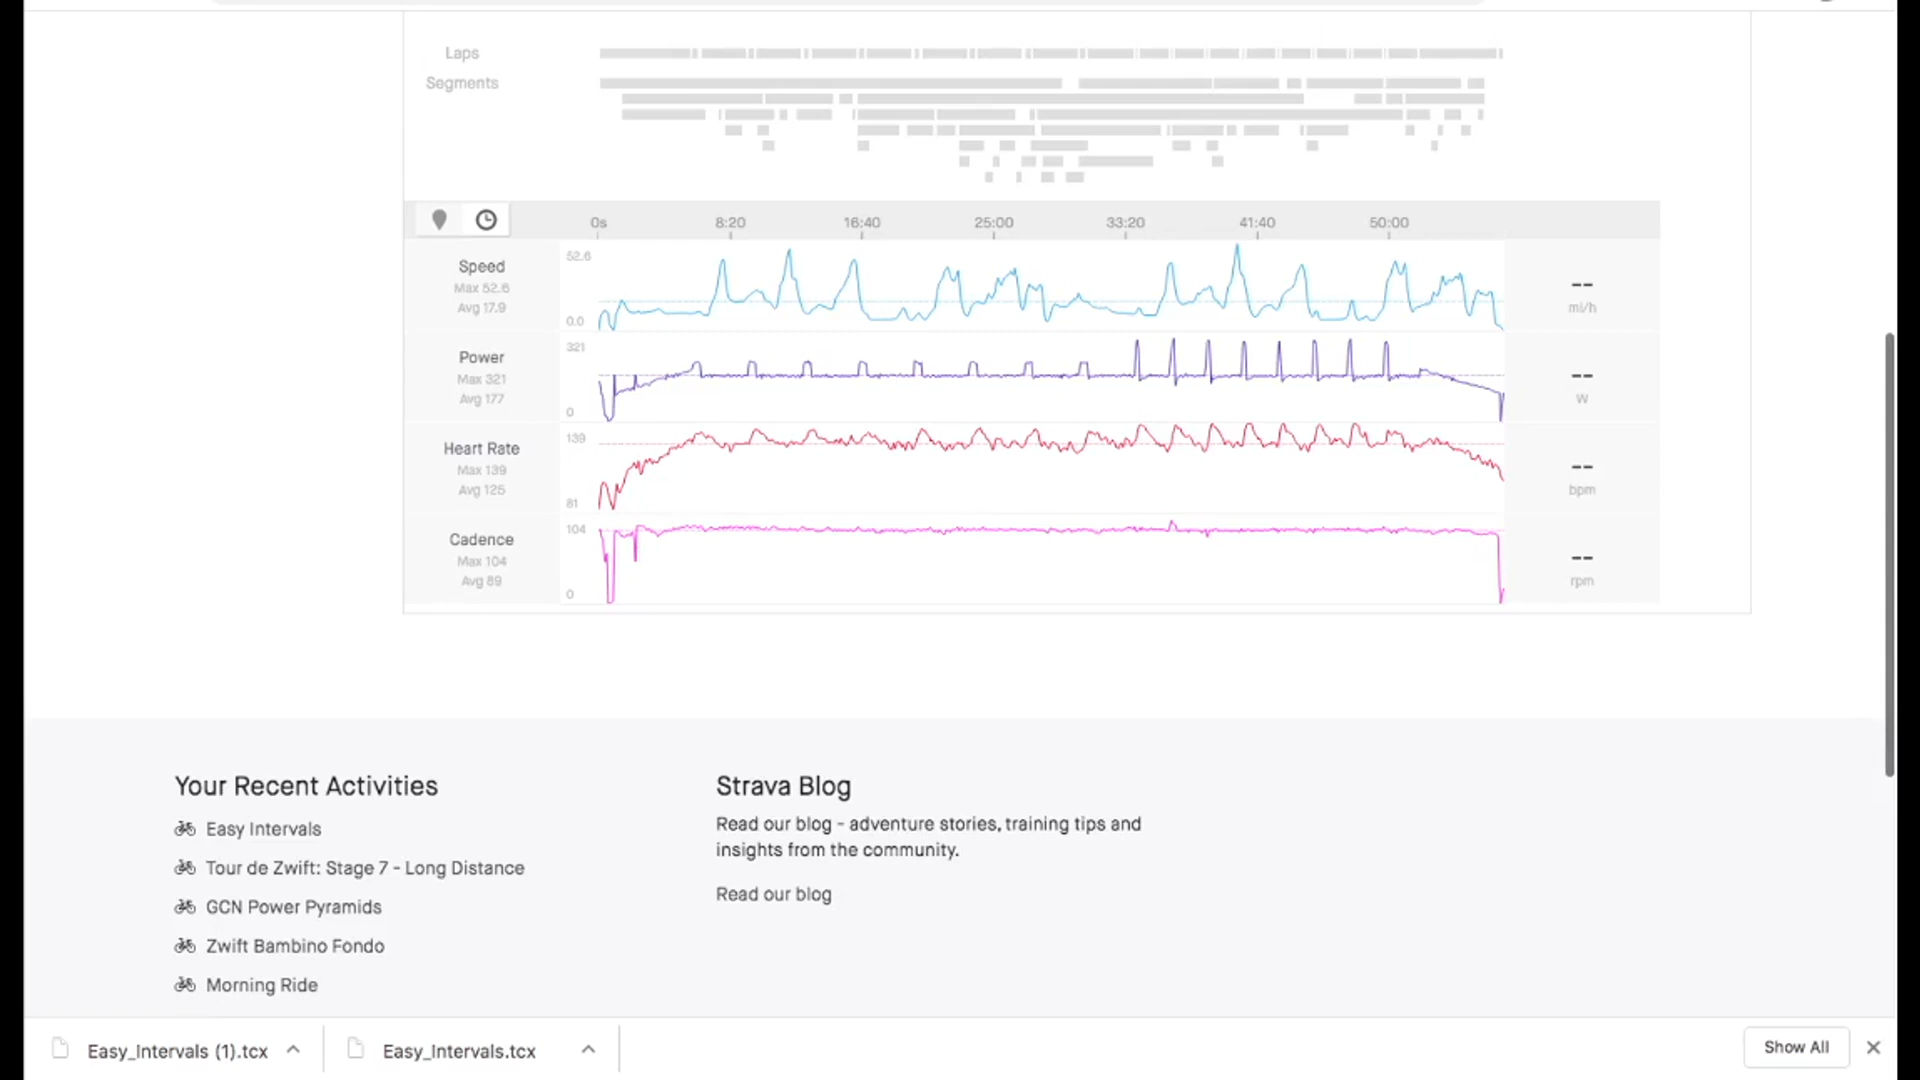 Laps
Segments
0s 8:20 16:40 25:00 33:20 41:40 50:00
Speed
Max 52.6
Avg 17.9
52.6
0.0
--
mi/h
Power
Max 321
Avg 177
321
0
--
W
Heart Rate
Max 139
Avg 125
139
81
--
bpm
Cadence
Max 104
Avg 89
104
0
--
rpm
Your Recent Activities
Easy Intervals
Tour de Zwift: Stage 7 - Long Distance
GCN Power Pyramids
Zwift Bambino Fondo
Morning Ride
Strava Blog
Read our blog - adventure stories, training tips and
insights from the community.
Read our blog
Easy_Intervals (1).tcx
Easy_Intervals.tcx
Show All